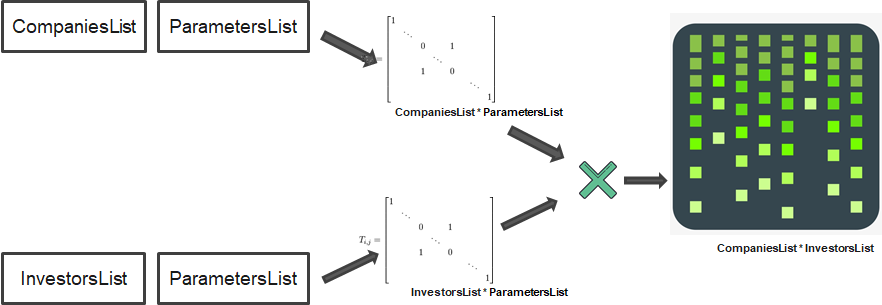 CompaniesList
ParametersList
=
1
⋱
0 1
1 0
⋱
1
CompaniesList * ParametersList
InvestorsList
ParametersList
T_{i,j} =
1
⋱
0 1
⋱
1 0
⋱
1
InvestorsList * ParametersList
CompaniesList * InvestorsList